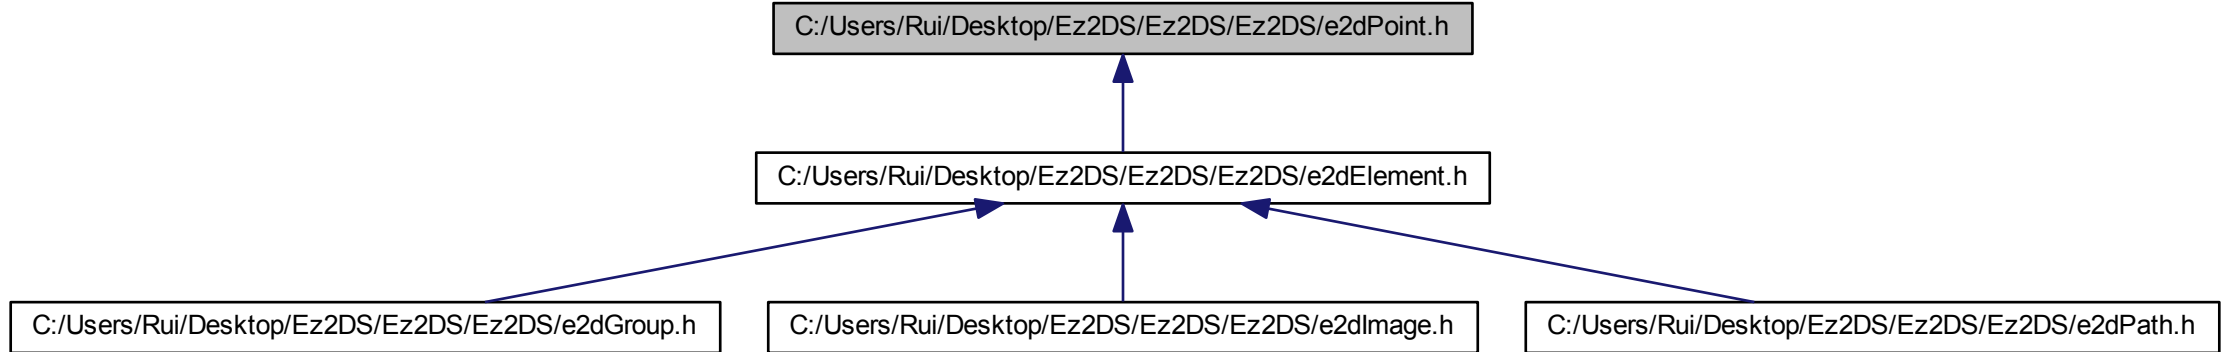 C:/Users/Rui/Desktop/Ez2DS/Ez2DS/Ez2DS/e2dPoint.h
C:/Users/Rui/Desktop/Ez2DS/Ez2DS/Ez2DS/e2dElement.h
C:/Users/Rui/Desktop/Ez2DS/Ez2DS/Ez2DS/e2dGroup.h
C:/Users/Rui/Desktop/Ez2DS/Ez2DS/Ez2DS/e2dImage.h
C:/Users/Rui/Desktop/Ez2DS/Ez2DS/Ez2DS/e2dPath.h